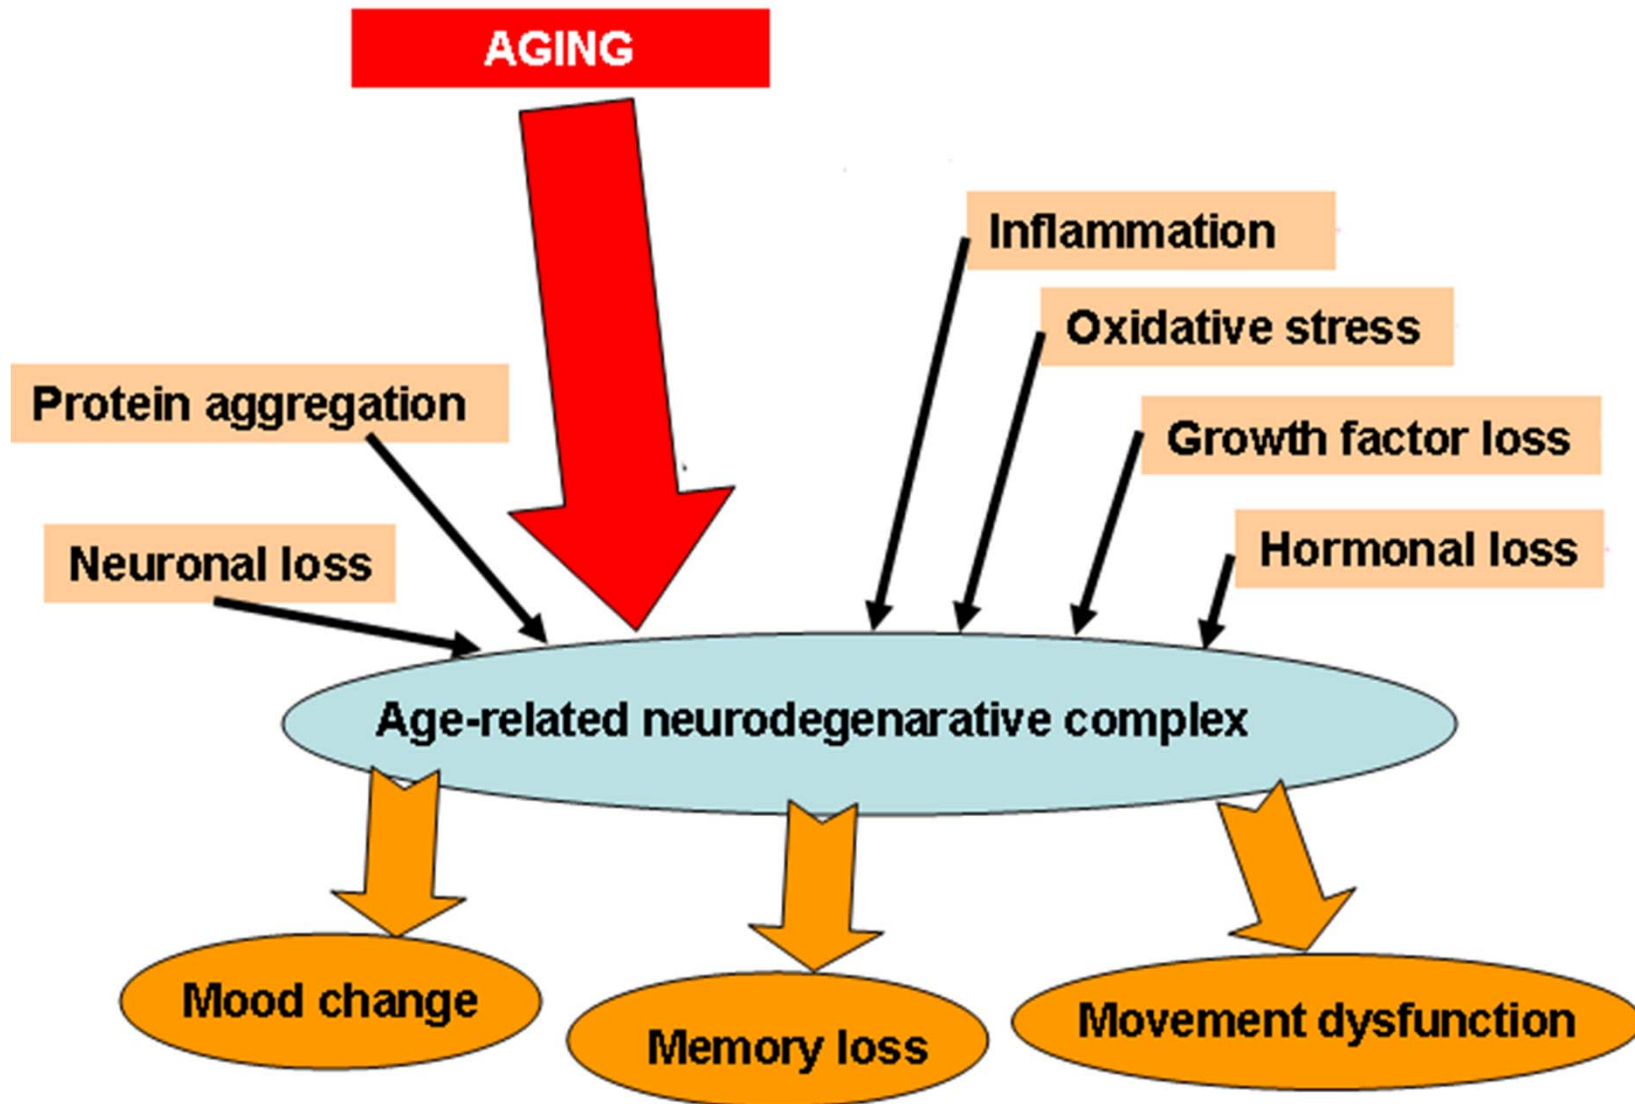 AGING
Inflammation
Oxidative stress
Protein aggregation
Growth factor loss
Neuronal loss
Hormonal loss
Age-related neurodegenarative complex
Mood change
Memory loss
Movement dysfunction